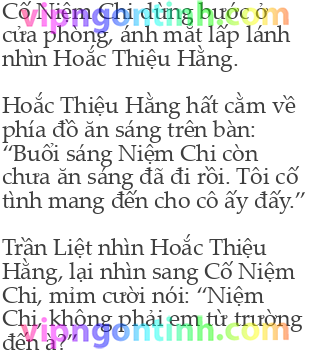 Cố Niệm Chi dừng bước ở
cửa phòng, ánh mắt lấp lánh
nhìn Hoắc Thiệu Hằng.
Hoắc Thiệu Hằng hất cằm về
phía đồ ăn sáng trên bàn:
“Buổi sáng Niệm Chi còn
chưa ăn sáng đã đi rồi. Tôi cố
tình mang đến cho cô ấy đấy.”
Trần Liệt nhìn Hoắc Thiệu
Hằng, lại nhìn sang Cố Niệm
Chi, mỉm cười nói: “Niệm
Chi, không phải em từ trường
đến à?”
vipngontinh.com
vipngontinh.com